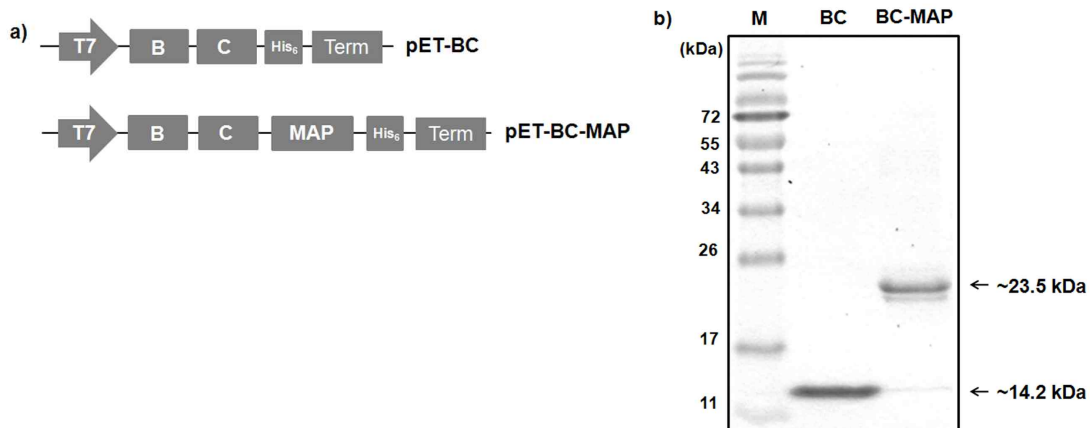 a)
T7 B C His6 Term pET-BC
T7 B C MAP His6 Term pET-BC-MAP
b)
M BC BC-MAP
(kDa)
72
55
43
34
26
← ~23.5 kDa
17
← ~14.2 kDa
11